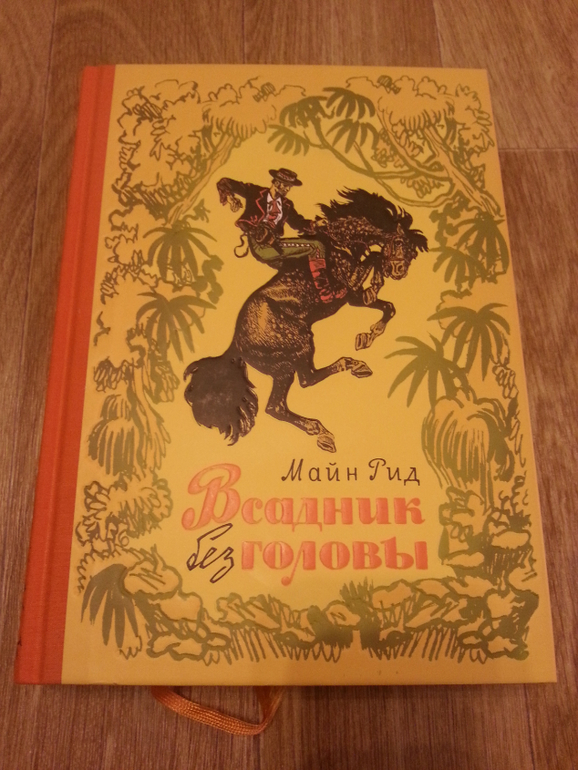 Майн Рид
Всадник
без головы